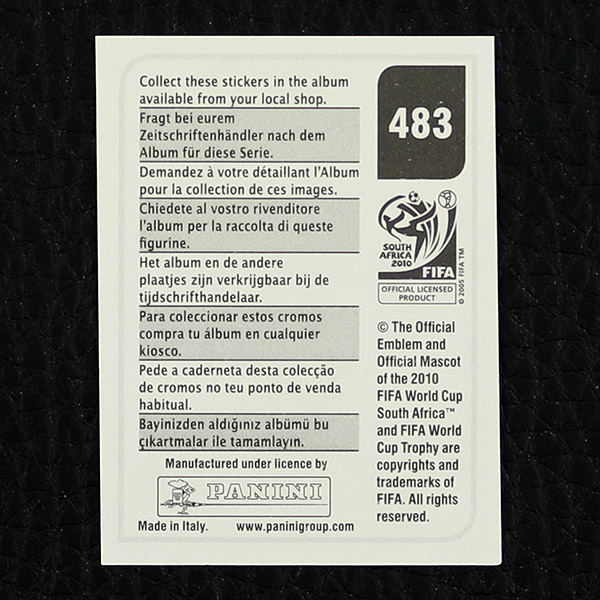 Collect these stickers in the album
available from your local shop.
Fragt bei eurem
Zeitschriftenhändler nach dem
Album für diese Serie.
Demandez à votre détaillant l'Album
pour la collection de ces images.
Chiedete al vostro rivenditore
l'album per la raccolta di queste
figurine.
Het album en de andere
plaatjes zijn verkrijgbaar bij de
tijdschrifthandelaar.
Para coleccionar estos cromos
compra tu álbum en cualquier
kiosco.
Pede a caderneta desta colecção
de cromos no teu ponto de venda
habitual.
Bayinizden aldığınız albümü bu
çıkartmalar ile tamamlayın.
Manufactured under licence by
PANINI
Made in Italy. www.paninigroup.com
483
SOUTH
AFRICA
2010
FIFA
OFFICIAL LICENSED
PRODUCT
© 2005 FIFA TM
© The Official
Emblem and
Official Mascot
of the 2010
FIFA World Cup
South Africa™
and FIFA World
Cup Trophy are
copyrights and
trademarks of
FIFA. All rights
reserved.